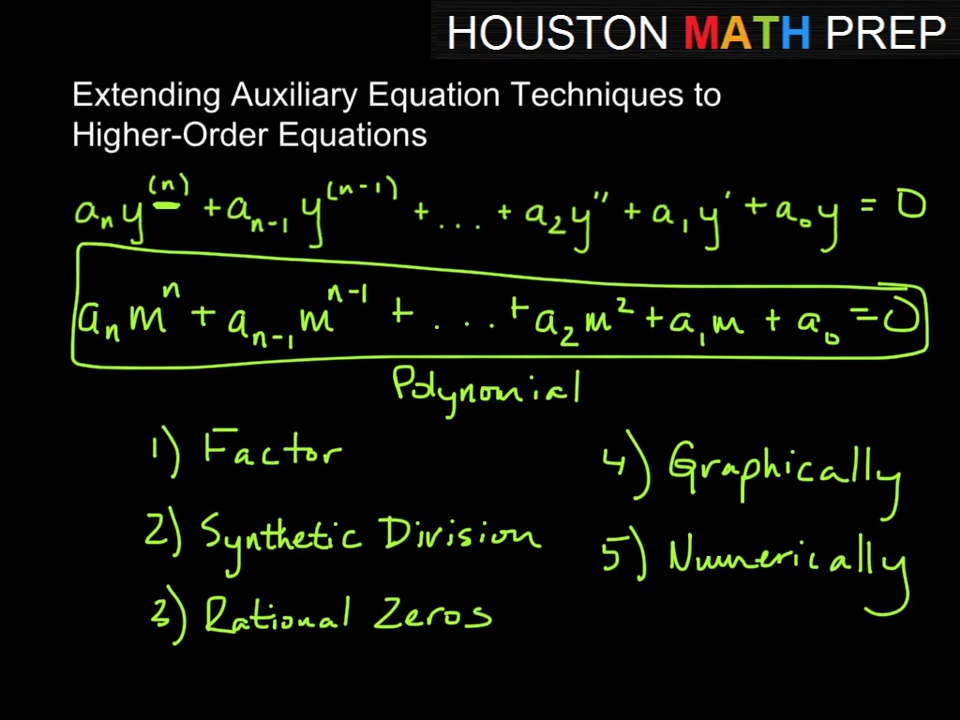 HOUSTON MATH PREP
Extending Auxiliary Equation Techniques to
Higher-Order Equations
aₙy⁽ⁿ⁾ + aₙ₋₁y⁽ⁿ⁻¹⁾ + ... + a₂y'' + a₁y' + a₀y = 0
aₙmⁿ + aₙ₋₁mⁿ⁻¹ + ... + a₂m² + a₁m + a₀ = 0
Polynomial
1) Factor
2) Synthetic Division
3) Rational Zeros
4) Graphically
5) Numerically